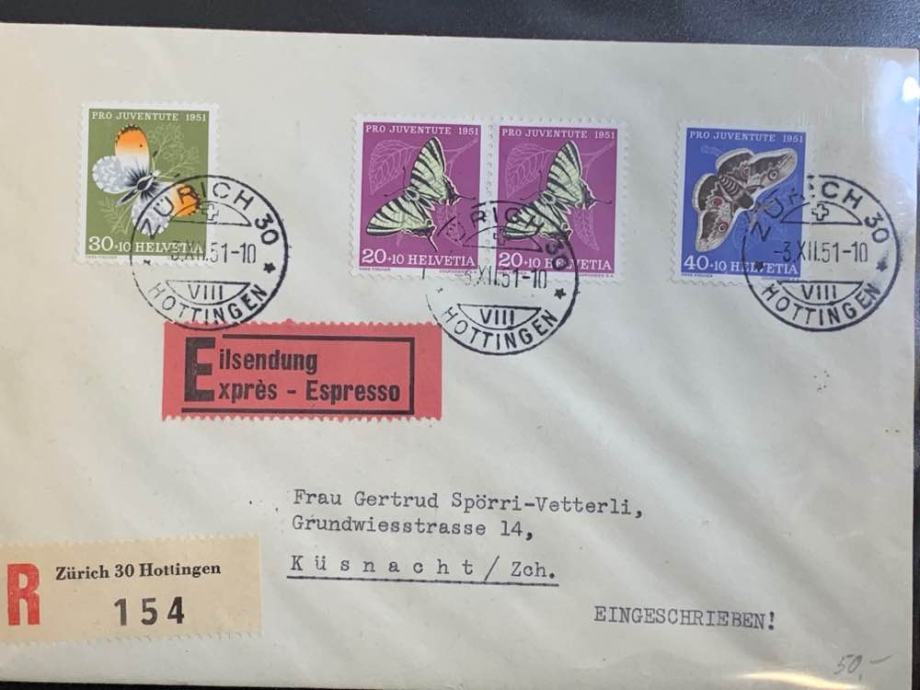 PRO JUVENTUTE 1951
30+10 HELVETIA
PRO JUVENTUTE 1951
20+10 HELVETIA
PRO JUVENTUTE 1951
20+10 HELVETIA
PRO JUVENTUTE 1951
40+10 HELVETIA
ZÜRICH 30
-3.XII.51-10
VIII
HOTTINGEN
ZÜRICH 30
-3.XII.51-10
VIII
HOTTINGEN
ZÜRICH 30
-3.XII.51-10
VIII
HOTTINGEN
Eilsendung
Exprès - Espresso
Frau Gertrud Spörri-Vetterli,
Grundwiesstrasse 14,
Küsnacht/Zch.
EINGESCHRIEBEN!
R Zürich 30 Hottingen
154
50,-